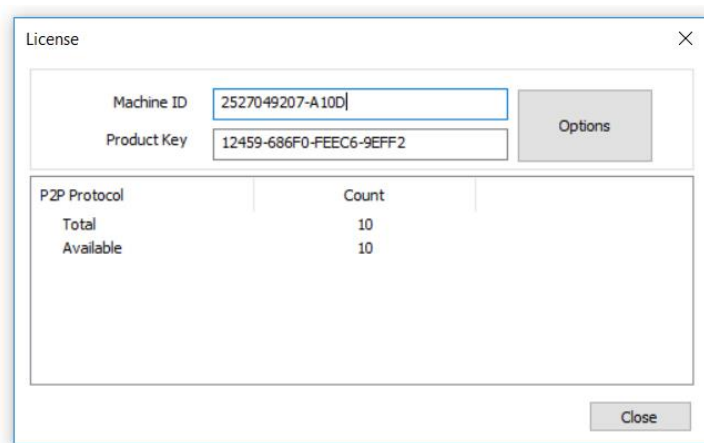 License
Machine ID 2527049207-A10D
Product Key 12459-686F0-FEEC6-9EFF2
Options
P2P Protocol Count
Total 10
Available 10
Close